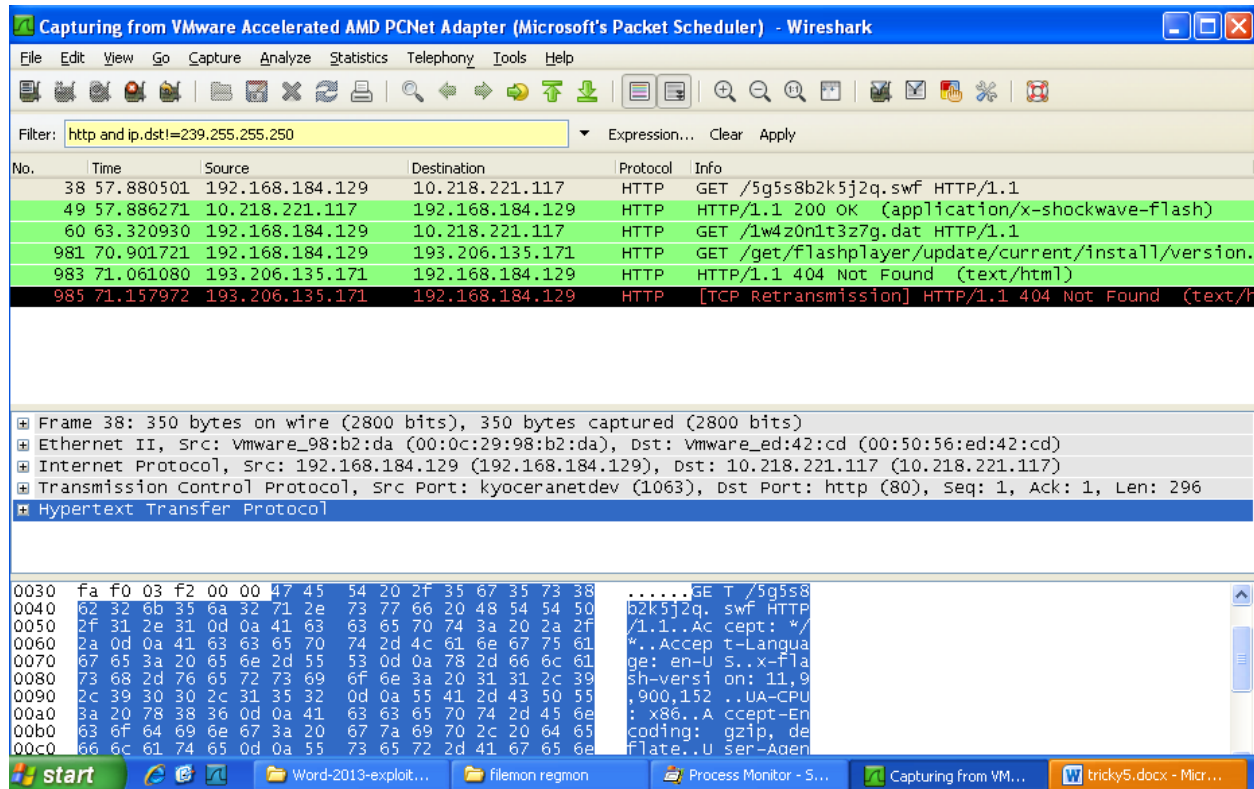 Capturing from VMware Accelerated AMD PCNet Adapter (Microsoft's Packet Scheduler) - Wireshark
File Edit View Go Capture Analyze Statistics Telephony Tools Help
Filter: http and ip.dst!=239.255.255.250 Expression... Clear Apply
No. Time Source Destination Protocol Info
38 57.880501 192.168.184.129 10.218.221.117 HTTP GET /5g5s8b2k5j2q.swf HTTP/1.1
49 57.886271 10.218.221.117 192.168.184.129 HTTP HTTP/1.1 200 OK (application/x-shockwave-flash)
60 63.320930 192.168.184.129 10.218.221.117 HTTP GET /1w4z0n1t3z7g.dat HTTP/1.1
981 70.901721 192.168.184.129 193.206.135.171 HTTP GET /get/flashplayer/update/current/install/version.
983 71.061080 193.206.135.171 192.168.184.129 HTTP HTTP/1.1 404 Not Found (text/html)
985 71.157972 193.206.135.171 192.168.184.129 HTTP [TCP Retransmission] HTTP/1.1 404 Not Found (text/h
Frame 38: 350 bytes on wire (2800 bits), 350 bytes captured (2800 bits)
Ethernet II, Src: Vmware_98:b2:da (00:0c:29:98:b2:da), Dst: Vmware_ed:42:cd (00:50:56:ed:42:cd)
Internet Protocol, Src: 192.168.184.129 (192.168.184.129), Dst: 10.218.221.117 (10.218.221.117)
Transmission Control Protocol, Src Port: kyoceranetdev (1063), Dst Port: http (80), Seq: 1, Ack: 1, Len: 296
Hypertext Transfer Protocol
0030 fa f0 03 f2 00 00 47 45 54 20 2f 35 67 35 73 38 ......GE T /5g5s8
0040 62 32 6b 35 6a 32 71 2e 73 77 66 20 48 54 54 50 b2k5j2q. swf HTTP
0050 2f 31 2e 31 0d 0a 41 63 63 65 70 74 3a 20 2a 2f /1.1..Ac cept: */
0060 2a 0d 0a 41 63 63 65 70 74 2d 4c 61 6e 67 75 61 *..Accep t-Langua
0070 67 65 3a 20 65 6e 2d 55 53 0d 0a 78 2d 66 6c 61 ge: en-U S..x-fla
0080 73 68 2d 76 65 72 73 69 6f 6e 3a 20 31 31 2c 39 sh-versi on: 11,9
0090 2c 39 30 30 2c 31 35 32 0d 0a 55 41 2d 43 50 55 ,900,152 ..UA-CPU
00a0 3a 20 78 38 36 0d 0a 41 63 63 65 70 74 2d 45 6e : x86..A ccept-En
00b0 63 6f 64 69 6e 67 3a 20 67 7a 69 70 2c 20 64 65 coding: gzip, de
00c0 66 6c 61 74 65 0d 0a 55 73 65 72 2d 41 67 65 6e flate..U ser-Agen
start Word-2013-exploit... filemon regmon Process Monitor - S... Capturing from VM... tricky5.docx - Micr...